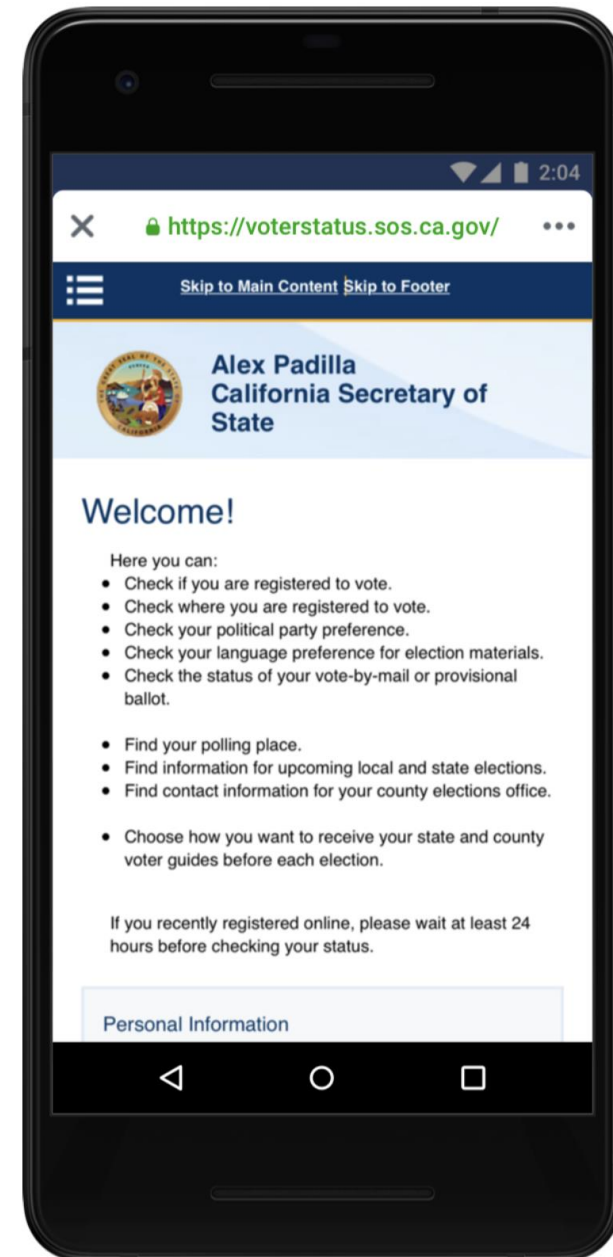 2:04
https://voterstatus.sos.ca.gov/
Skip to Main Content Skip to Footer
Alex Padilla
California Secretary of
State
Welcome!
Here you can:
• Check if you are registered to vote.
• Check where you are registered to vote.
• Check your political party preference.
• Check your language preference for election materials.
• Check the status of your vote-by-mail or provisional
ballot.
• Find your polling place.
• Find information for upcoming local and state elections.
• Find contact information for your county elections office.
• Choose how you want to receive your state and county
voter guides before each election.
If you recently registered online, please wait at least 24
hours before checking your status.
Personal Information